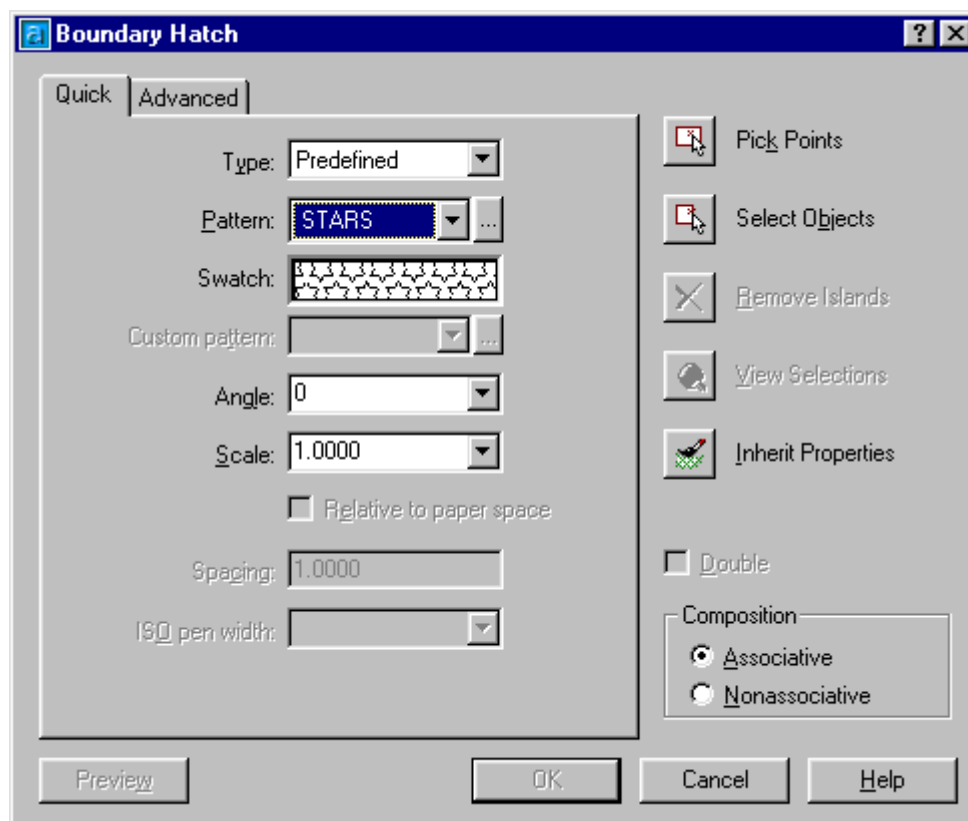 a Boundary Hatch
Quick Advanced
Type: Predefined
Pattern: STARS ...
Swatch:
Custom pattern: ...
Angle: 0
Scale: 1.0000
Relative to paper space
Spacing: 1.0000
ISO pen width:
Pick Points
Select Objects
Remove Islands
View Selections
Inherit Properties
Double
Composition
Associative
Nonassociative
Preview OK Cancel Help